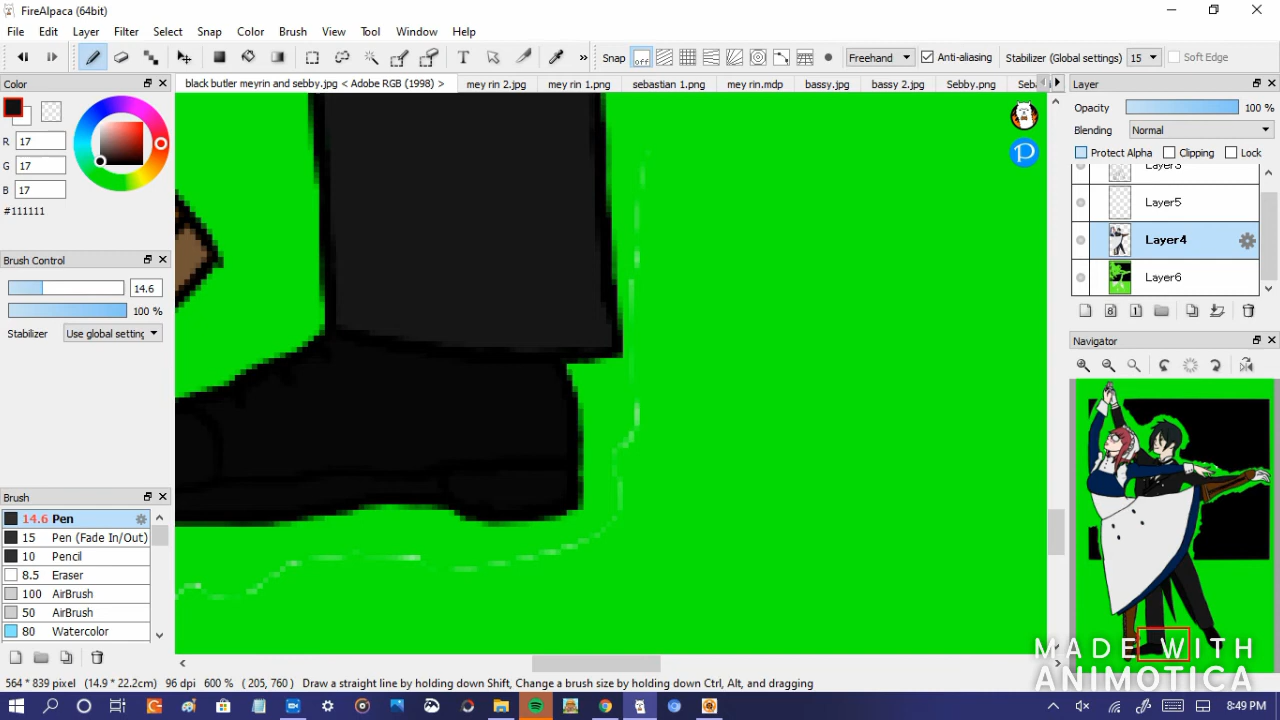 FireAlpaca (64bit)
File Edit Layer Filter Select Snap Color Brush View Tool Window Help
Snap off Freehand Anti-aliasing Stabilizer (Global settings) 15 Soft Edge
Color
black butler meyrin and sebby.jpg < Adobe RGB (1998) > mey rin 2.jpg mey rin 1.png sebastian 1.png mey rin.mdp bassy.jpg bassy 2.jpg Sebby.png
Layer
Opacity 100 %
Blending Normal
Protect Alpha Clipping Lock
R 17
G 17
B 17
#111111
Layer5
Layer4
Layer6
Brush Control
14.6
100 %
Stabilizer Use global setting
Navigator
Brush
14.6 Pen
15 Pen (Fade In/Out)
10 Pencil
8.5 Eraser
100 AirBrush
50 AirBrush
80 Watercolor
MADE WITH
ANIMOTICA
564 * 839 pixel (14.9 * 22.2cm) 96 dpi 600 % ( 205, 760 ) Draw a straight line by holding down Shift, Change a brush size by holding down Ctrl, Alt, and dragging
8:49 PM